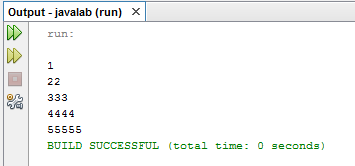 Output - javalab (run) ×
run:
1
22
333
4444
55555
BUILD SUCCESSFUL (total time: 0 seconds)